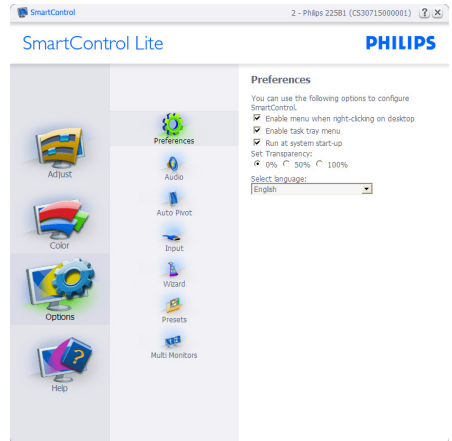 SmartControl
2 - Philips 225B1 (CS30715000001)
SmartControl Lite
PHILIPS
Adjust
Color
Options
Help
Preferences
Audio
Auto Pivot
Input
Wizard
Presets
Multi Monitors
Preferences
You can use the following options to configure
SmartControl.
Enable menu when right-clicking on desktop
Enable task tray menu
Run at system start-up
Set Transparency:
0% 50% 100%
Select language:
English